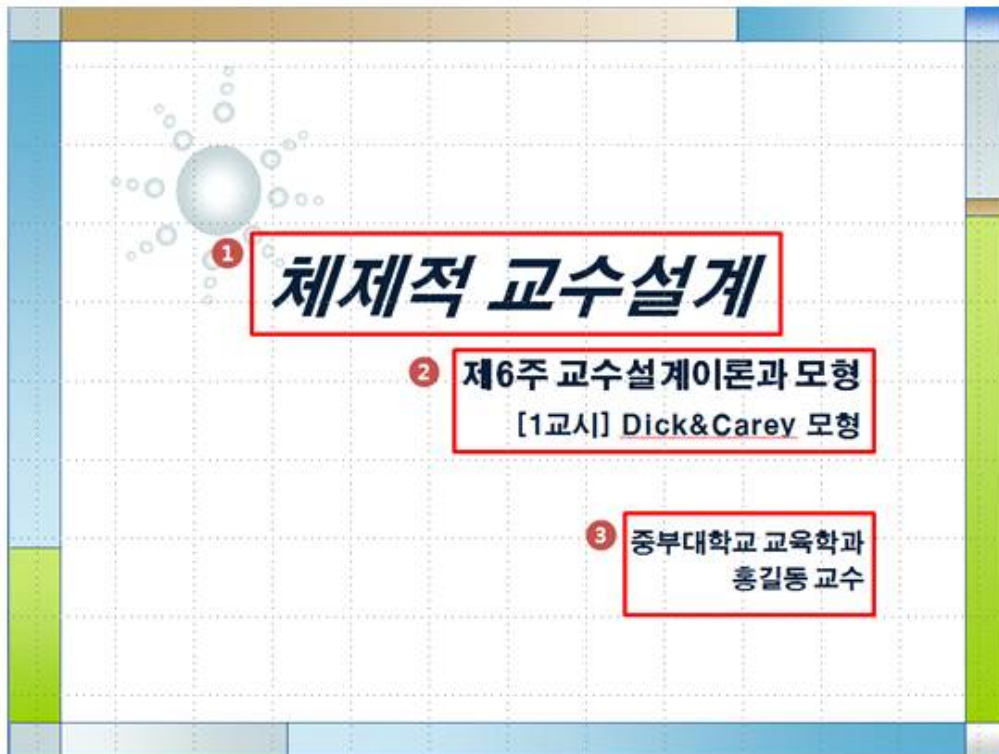 1
체제적 교수설계
2
제6주 교수설계이론과 모형
[1교시] Dick&Carey 모형
3
중부대학교 교육학과
홍길동 교수